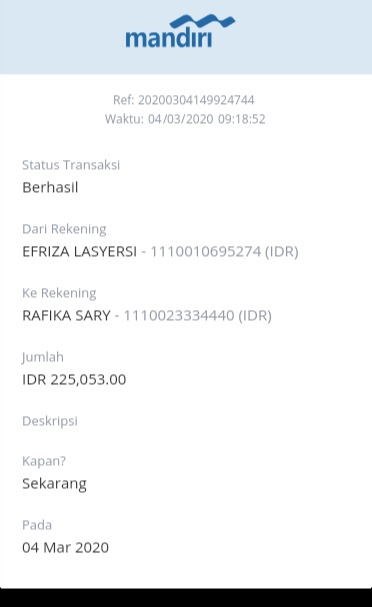 mandiri
Ref: 20200304149924744
Waktu: 04/03/2020 09:18:52
Status Transaksi
Berhasil
Dari Rekening
EFRIZA LASYERSI - 1110010695274 (IDR)
Ke Rekening
RAFIKA SARY - 1110023334440 (IDR)
Jumlah
IDR 225,053.00
Deskripsi
Kapan?
Sekarang
Pada
04 Mar 2020